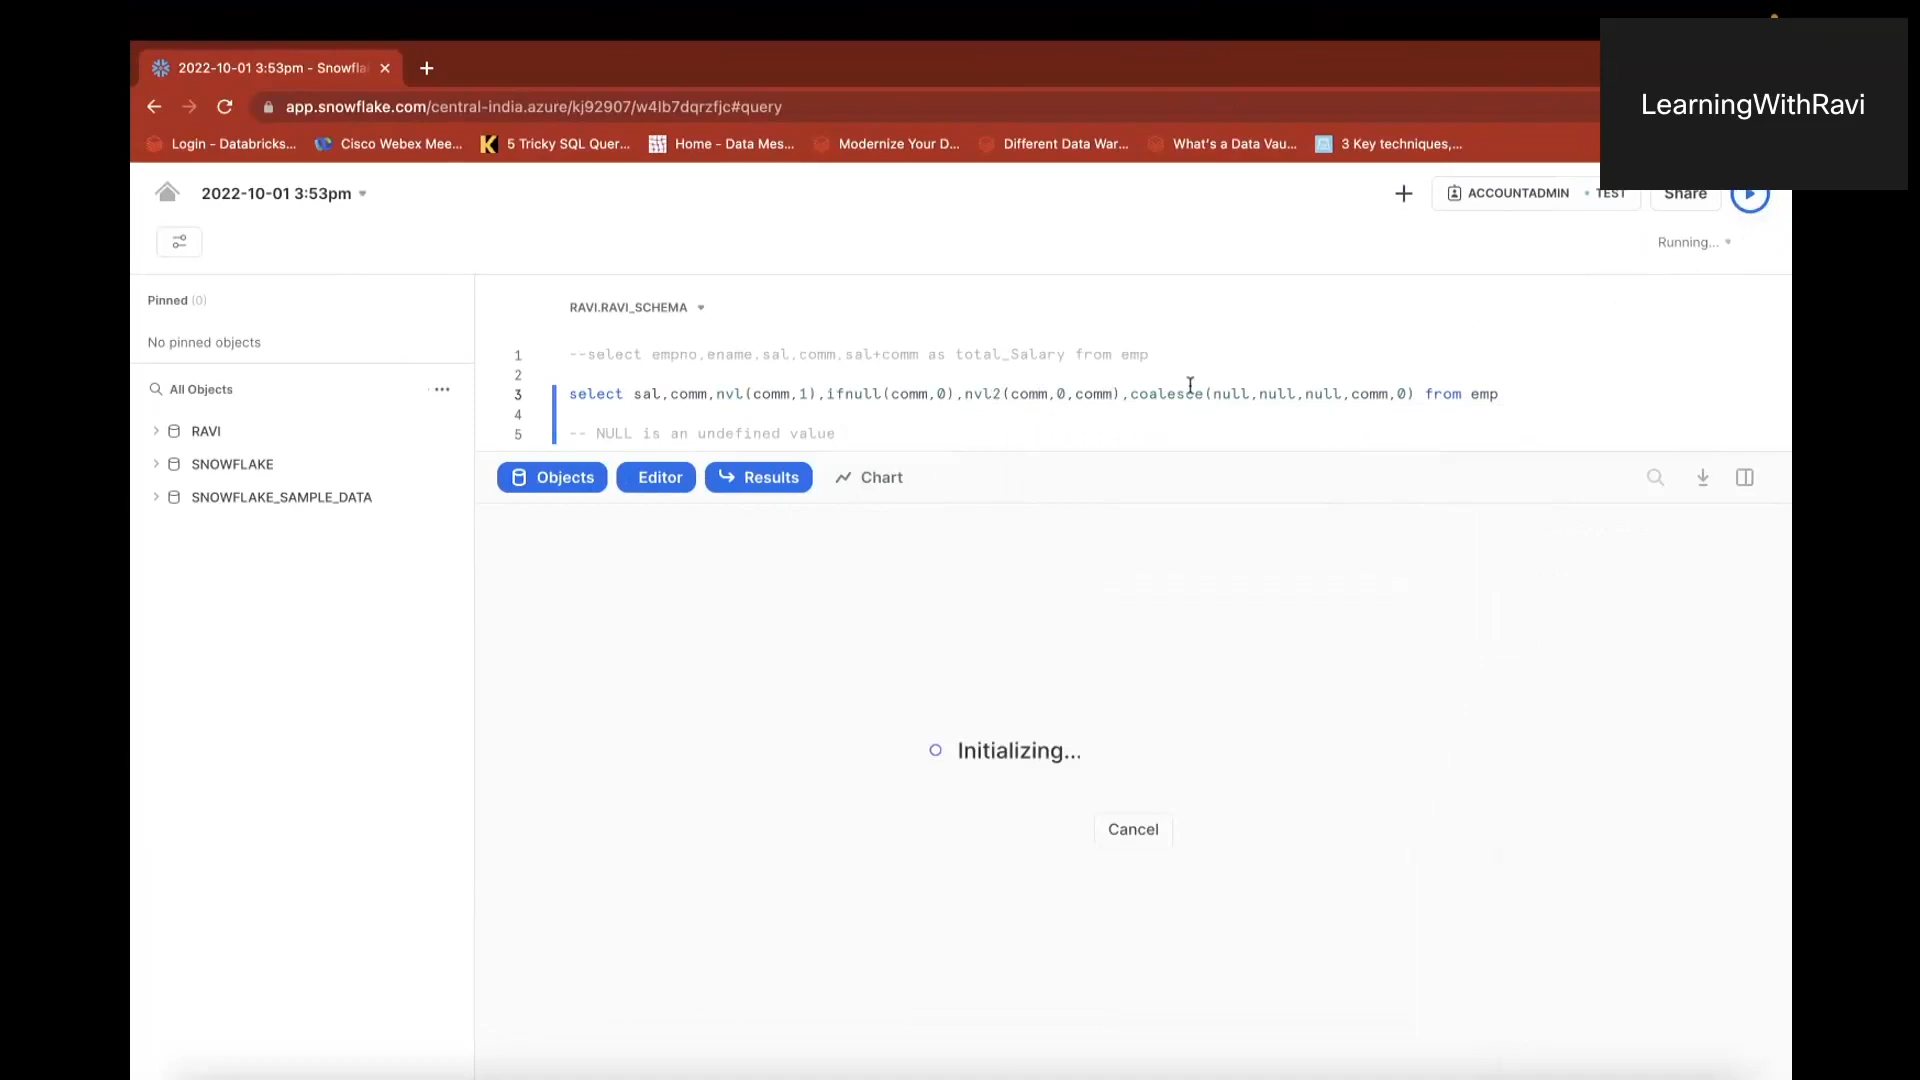 LearningWithRavi
2022-10-01 3:53pm - Snowfla
app.snowflake.com/central-india.azure/kj92907/w4lb7dqrzfjc#query
Login - Databricks... Cisco Webex Mee... 5 Tricky SQL Quer... Home - Data Mes... Modernize Your D... Different Data War... What's a Data Vau... 3 Key techniques,...
2022-10-01 3:53pm + ACCOUNTADMIN • TEST Share
Running...
Pinned (0)
No pinned objects
All Objects ...
RAVI
SNOWFLAKE
SNOWFLAKE_SAMPLE_DATA
RAVI.RAVI_SCHEMA
1 --select empno,ename,sal,comm,sal+comm as total_Salary from emp
2
3 select sal,comm,nvl(comm,1),ifnull(comm,0),nvl2(comm,0,comm),coalesce(null,null,null,comm,0) from emp
4
5 -- NULL is an undefined value
Objects Editor Results Chart
Initializing...
Cancel